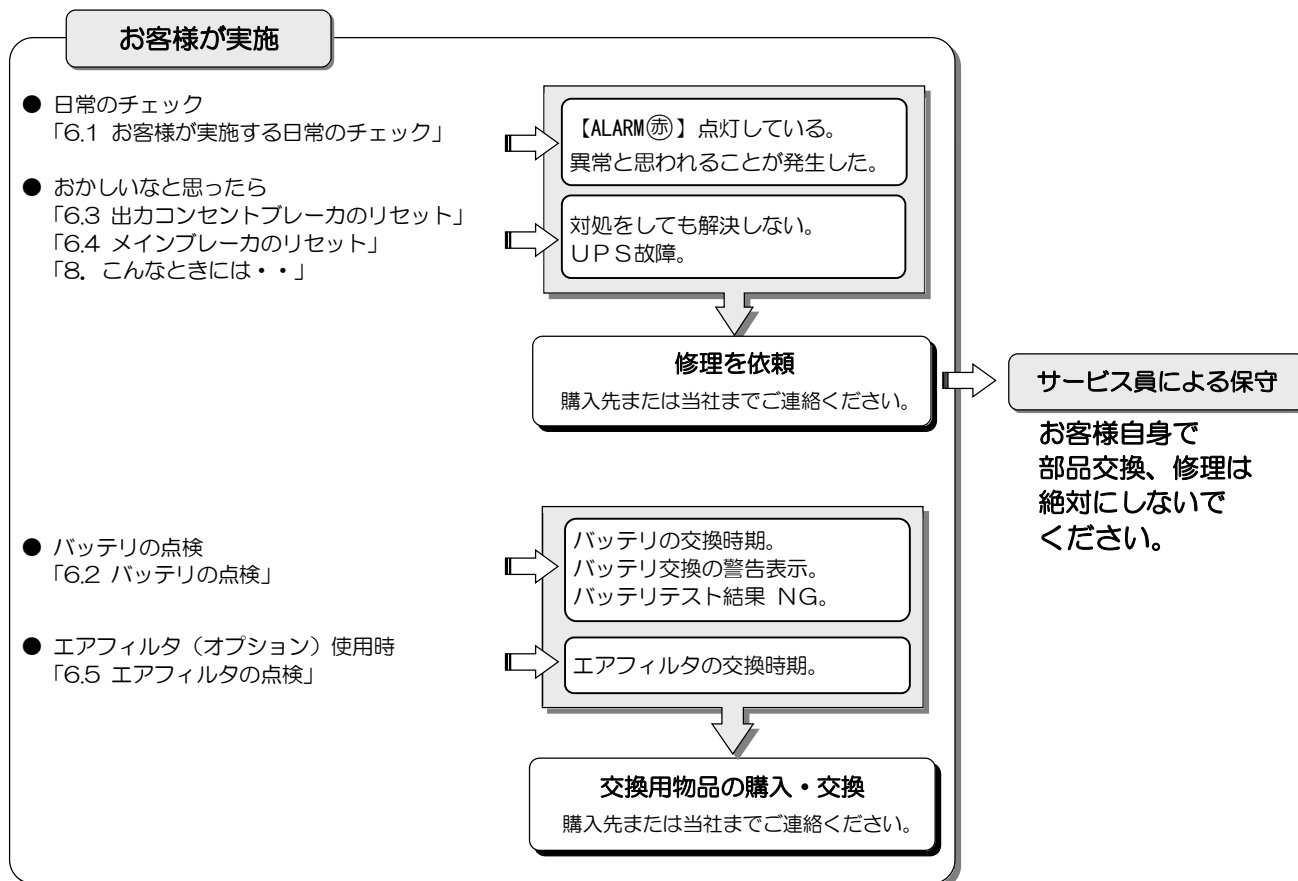 お客様が実施
● 日常のチェック
「6.1 お客様が実施する日常のチェック」
【ALARM㊤】点灯している。
異常と思われることが発生した。
● おかしいなと思ったら
「6.3 出力コンセントブレーカのリセット」
「6.4 メインブレーカのリセット」
「8. こんなときには・・」
対処をしても解決しない。
UPS故障。
修理を依頼
購入先または当社までご連絡ください。
サービス員による保守
お客様自身で
部品交換、修理は
絶対にしないで
ください。
● バッテリの点検
「6.2 バッテリの点検」
バッテリの交換時期。
バッテリ交換の警告表示。
バッテリテスト結果 NG。
● エアフィルタ（オプション）使用時
「6.5 エアフィルタの点検」
エアフィルタの交換時期。
交換用物品の購入・交換
購入先または当社までご連絡ください。